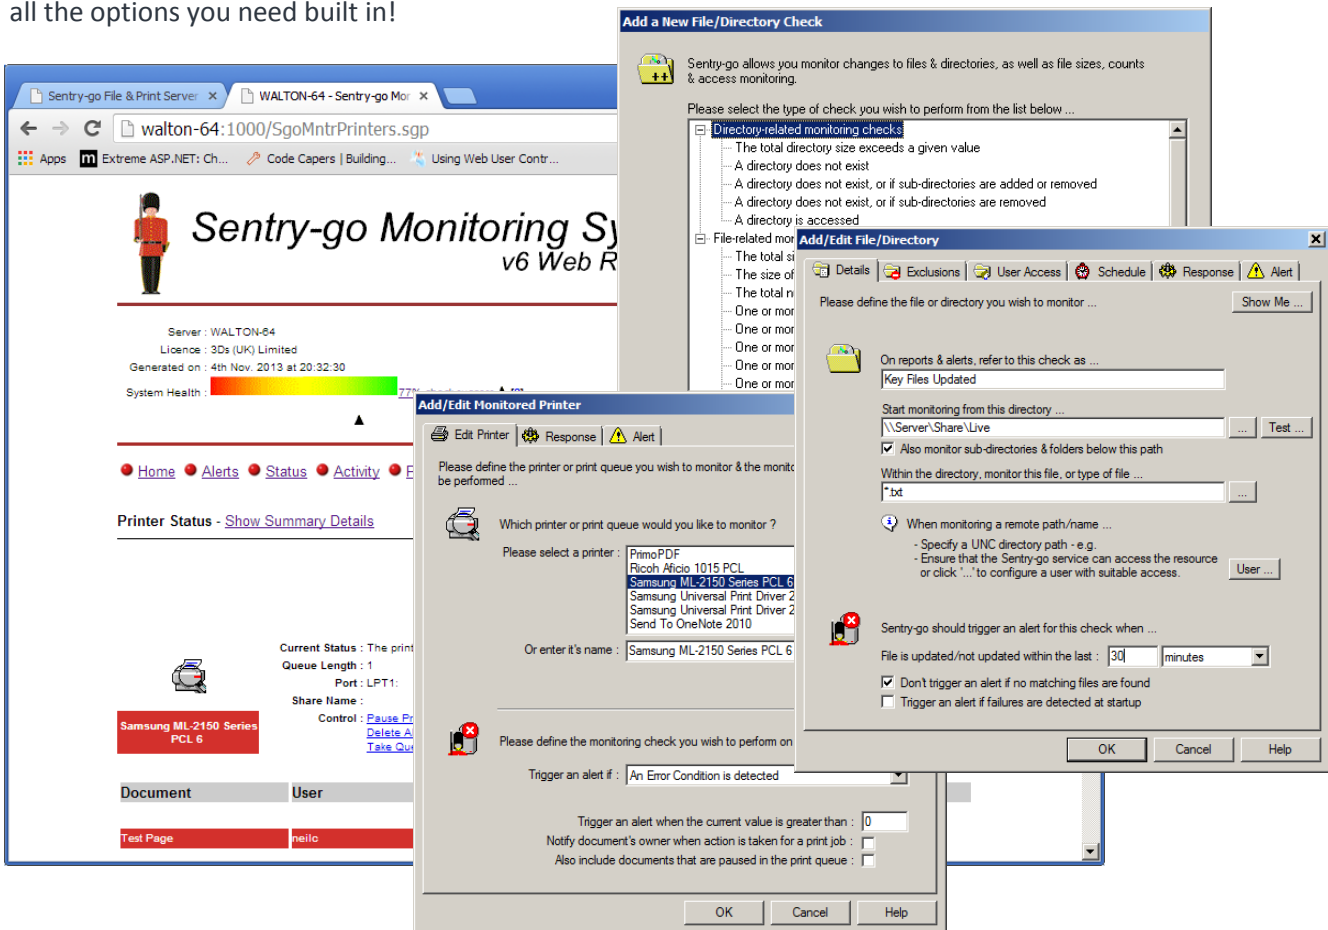 all the options you need built in!
Sentry-go File & Print Server
WALTON-64 - Sentry-go Mor
walton-64:1000/SgoMntrPrinters.sgp
Apps
m Extreme ASP.NET: Ch...
Code Capers | Building...
Using Web User Contr...
Sentry-go Monitoring Sy
v6 Web R
Server : WALTON-64
Licence : 3Ds (UK) Limited
Generated on : 4th Nov. 2013 at 20:32:30
System Health :
Home Alerts Status Activity
Printer Status - Show Summary Details
Current Status : The print
Queue Length : 1
Port : LPT1:
Share Name :
Control : Pause Pr
Delete A
Take Que
Samsung ML-2150 Series
PCL 6
Document User
Test Page neilc
Add a New File/Directory Check
Sentry-go allows you monitor changes to files & directories, as well as file sizes, counts
& access monitoring.
Please select the type of check you wish to perform from the list below ...
Directory-related monitoring checks
The total directory size exceeds a given value
A directory does not exist
A directory does not exist, or if sub-directories are added or removed
A directory does not exist, or if sub-directories are removed
A directory is accessed
File-related mor
The total si
The size of
The total n
One or mor
One or mor
One or mor
One or mor
One or mor
Add/Edit Monitored Printer
Edit Printer Response Alert
Please define the printer or print queue you wish to monitor & the monito
be performed ...
Which printer or print queue would you like to monitor ?
Please select a printer :
PrimoPDF
Ricoh Aficio 1015 PCL
Samsung ML-2150 Series PCL 6
Samsung Universal Print Driver 2
Samsung Universal Print Driver 2
Send To OneNote 2010
Or enter it's name : Samsung ML-2150 Series PCL 6
Please define the monitoring check you wish to perform on
Trigger an alert if : An Error Condition is detected
Trigger an alert when the current value is greater than : 0
Notify document's owner when action is taken for a print job :
Also include documents that are paused in the print queue :
OK Cancel Help
Add/Edit File/Directory
Details Exclusions User Access Schedule Response Alert
Please define the file or directory you wish to monitor ...
Show Me ...
On reports & alerts, refer to this check as ...
Key Files Updated
Start monitoring from this directory ...
\\Server\Share\Live
... Test ...
Also monitor sub-directories & folders below this path
Within the directory, monitor this file, or type of file ...
*.txt
...
When monitoring a remote path/name ...
- Specify a UNC directory path - e.g.
- Ensure that the Sentry-go service can access the resource
or click '...' to configure a user with suitable access.
User ...
Sentry-go should trigger an alert for this check when ...
File is updated/not updated within the last : 30 minutes
Don't trigger an alert if no matching files are found
Trigger an alert if failures are detected at startup
OK Cancel Help